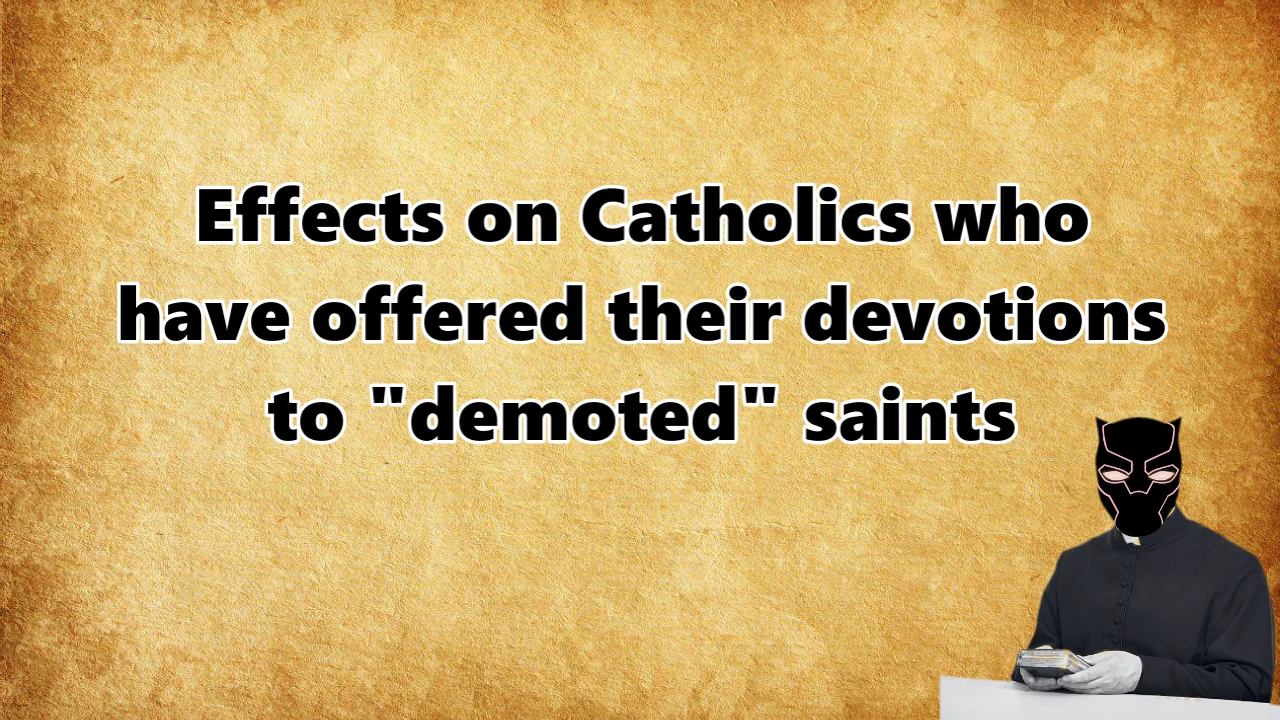 Effects on Catholics who
have offered their devotions
to "demoted" saints